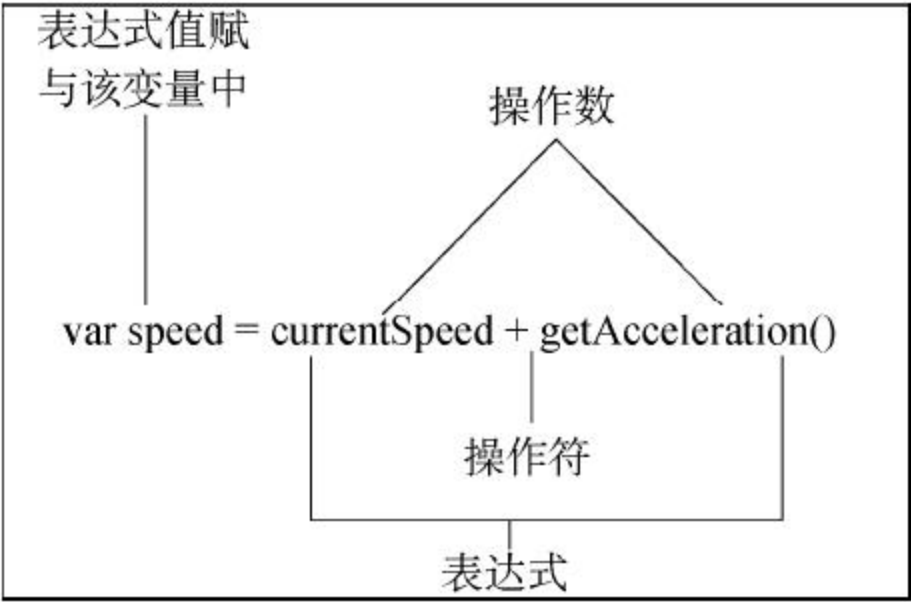 表达式值赋
与该变量中
操作数
var speed = currentSpeed + getAcceleration()
操作符
表达式